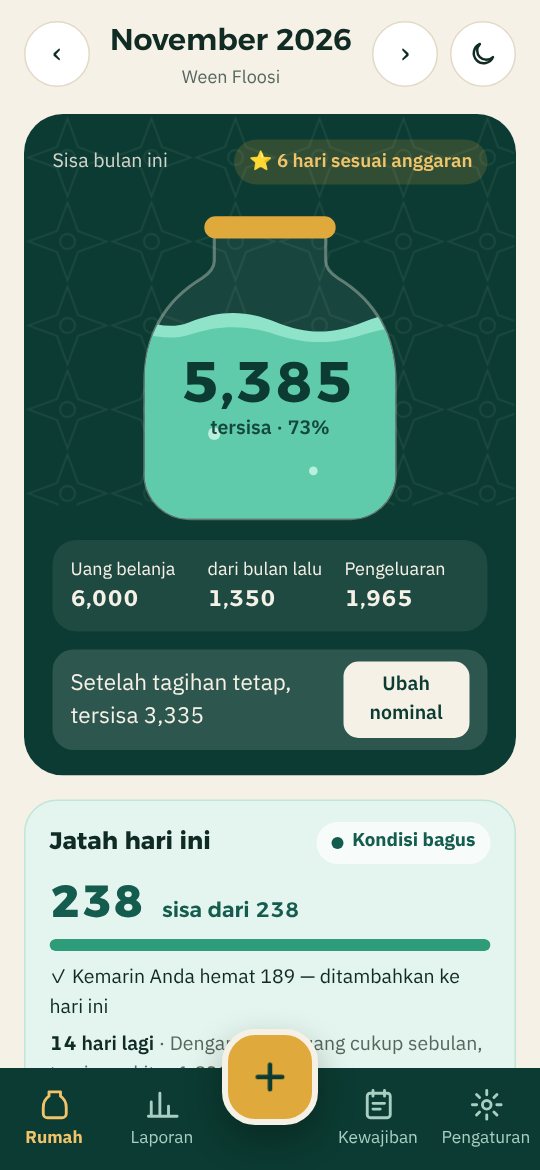 November 2026
Ween Floosi
Sisa bulan ini
⭐ 6 hari sesuai anggaran
5,385
tersisa · 73%
Uang belanja
6,000
dari bulan lalu
1,350
Pengeluaran
1,965
Setelah tagihan tetap,
tersisa 3,335
Ubah
nominal
Jatah hari ini
Kondisi bagus
238 sisa dari 238
✓ Kemarin Anda hemat 189 — ditambahkan ke
hari ini
14 hari lagi · uang cukup sebulan,
Rumah
Laporan
Kewajiban
Pengaturan